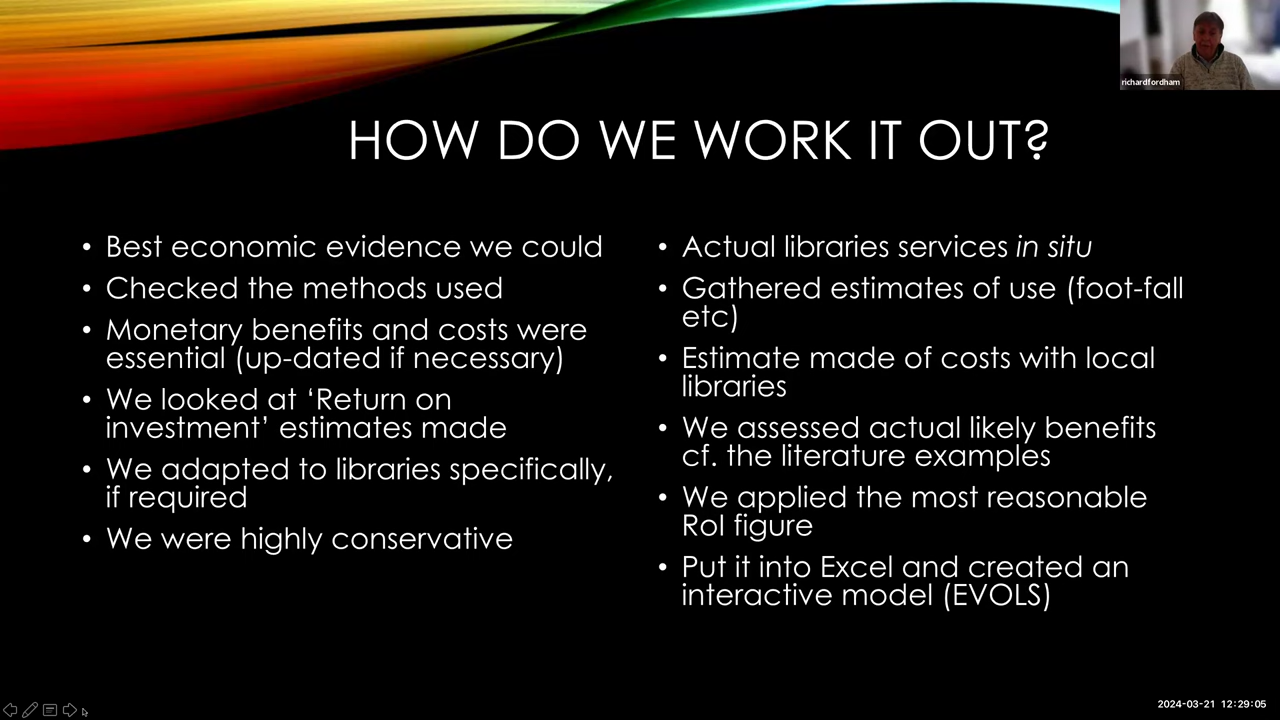 richardfordham
HOW DO WE WORK IT OUT?
• Best economic evidence we could
• Checked the methods used
• Monetary benefits and costs were
essential (up-dated if necessary)
• We looked at ‘Return on
investment’ estimates made
• We adapted to libraries specifically,
if required
• We were highly conservative
• Actual libraries services in situ
• Gathered estimates of use (foot-fall
etc)
• Estimate made of costs with local
libraries
• We assessed actual likely benefits
cf. the literature examples
• We applied the most reasonable
RoI figure
• Put it into Excel and created an
interactive model (EVOLS)
2024-03-21 12:29:05